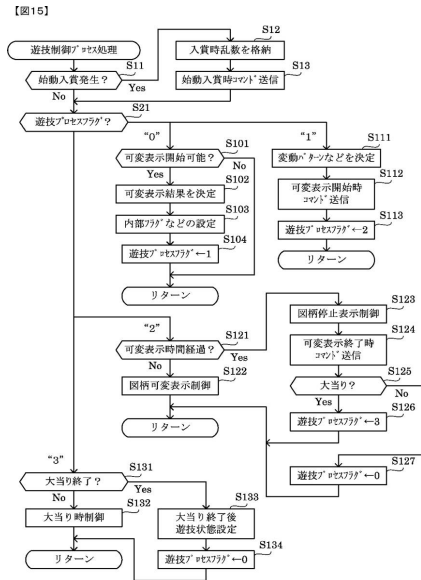 【図15】
遊技制御ﾌﾟﾛｾｽ処理
S11
始動入賞発生？
Yes
No
S12
入賞時乱数を格納
S13
始動入賞時ｺﾏﾝﾄﾞ送信
S21
遊技ﾌﾟﾛｾｽﾌﾗｸﾞ？
“0”
S101
可変表示開始可能？
No
Yes
S102
可変表示結果を決定
S103
内部ﾌﾗｸﾞなどの設定
S104
遊技ﾌﾟﾛｾｽﾌﾗｸﾞ←1
リターン
“1”
S111
変動ﾊﾟﾀｰﾝなどを決定
S112
可変表示開始時
ｺﾏﾝﾄﾞ送信
S113
遊技ﾌﾟﾛｾｽﾌﾗｸﾞ←2
リターン
“2”
S121
可変表示時間経過？
Yes
No
S122
図柄可変表示制御
リターン
S123
図柄停止表示制御
S124
可変表示終了時
ｺﾏﾝﾄﾞ送信
S125
大当り？
No
Yes
S126
遊技ﾌﾟﾛｾｽﾌﾗｸﾞ←3
S127
遊技ﾌﾟﾛｾｽﾌﾗｸﾞ←0
“3”
S131
大当り終了？
Yes
No
S132
大当り時制御
リターン
S133
大当り終了後
遊技状態設定
S134
遊技ﾌﾟﾛｾｽﾌﾗｸﾞ←0